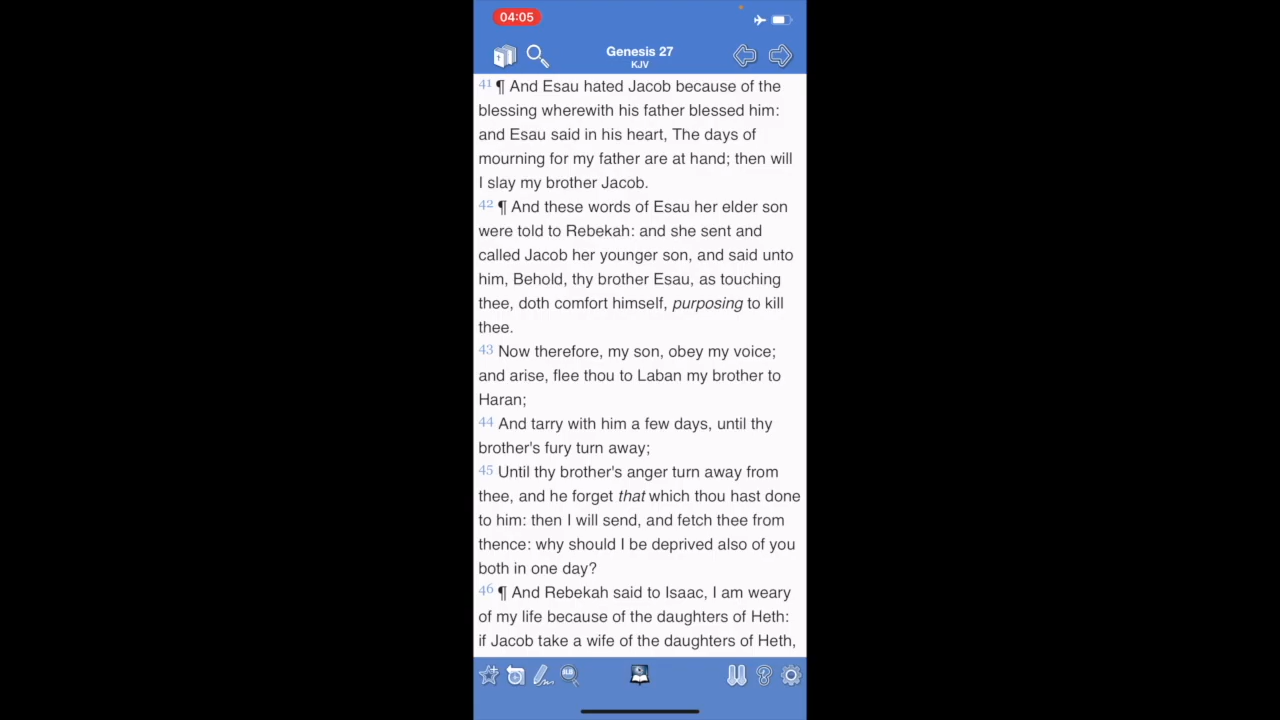 04:05
Genesis 27
KJV
41 ¶ And Esau hated Jacob because of the
blessing wherewith his father blessed him:
and Esau said in his heart, The days of
mourning for my father are at hand; then will
I slay my brother Jacob.
42 ¶ And these words of Esau her elder son
were told to Rebekah: and she sent and
called Jacob her younger son, and said unto
him, Behold, thy brother Esau, as touching
thee, doth comfort himself, purposing to kill
thee.
43 Now therefore, my son, obey my voice;
and arise, flee thou to Laban my brother to
Haran;
44 And tarry with him a few days, until thy
brother's fury turn away;
45 Until thy brother's anger turn away from
thee, and he forget that which thou hast done
to him: then I will send, and fetch thee from
thence: why should I be deprived also of you
both in one day?
46 ¶ And Rebekah said to Isaac, I am weary
of my life because of the daughters of Heth:
if Jacob take a wife of the daughters of Heth,